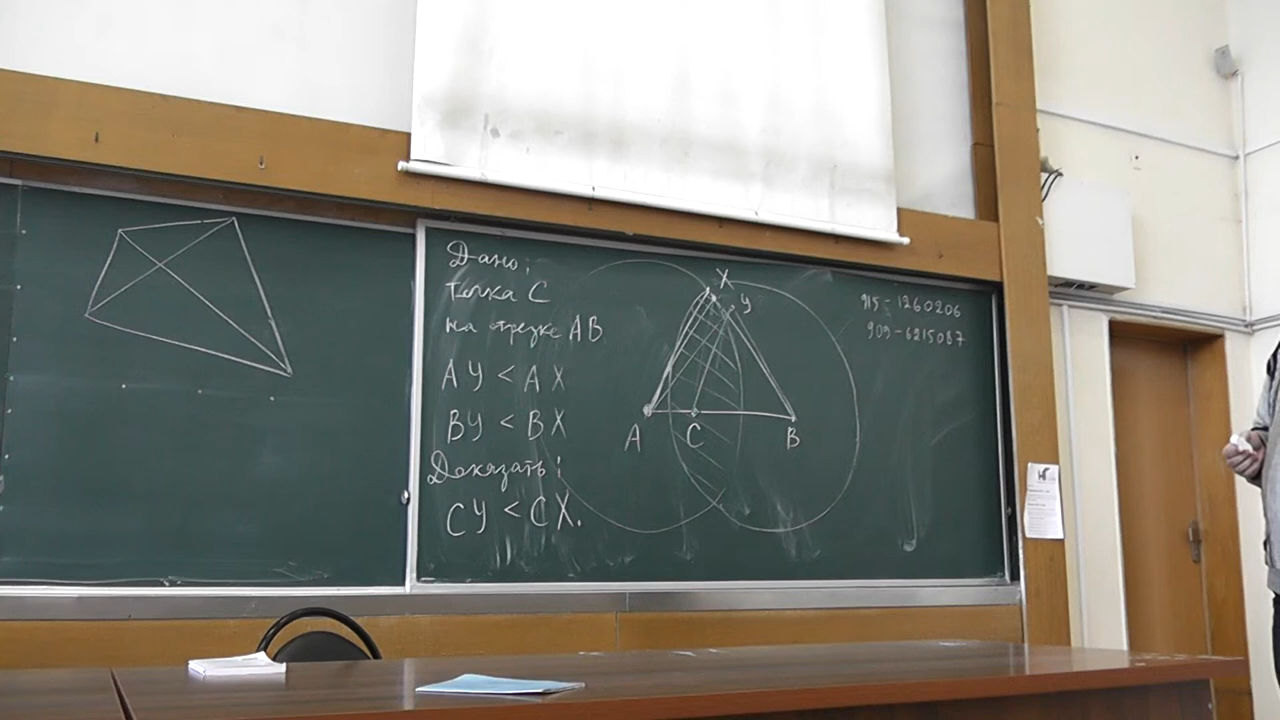 Дано:
точка C
на отрезке AB
AY < AX
BY < BX
Доказать:
CY < CX.
X
Y
A
C
B
915-1260206
909-6215087